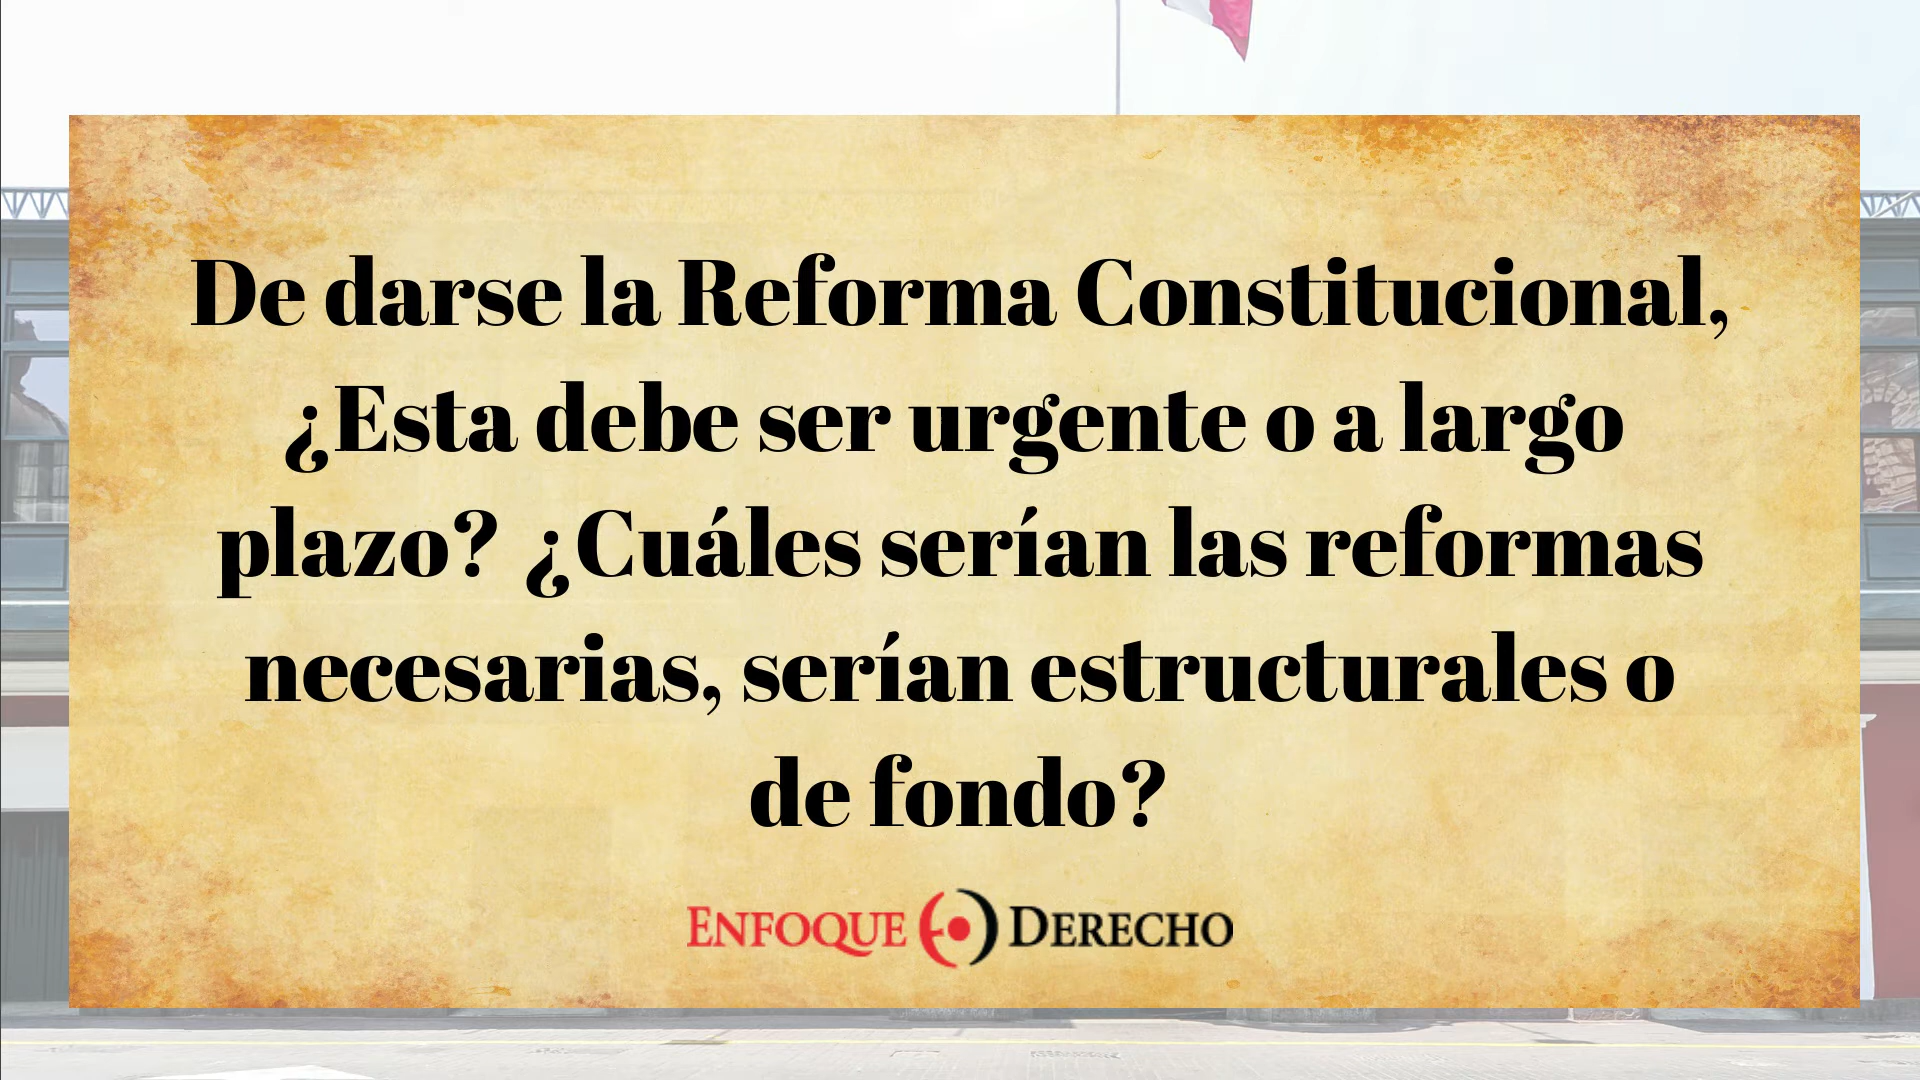 De darse la Reforma Constitucional,
¿Esta debe ser urgente o a largo
plazo? ¿Cuáles serían las reformas
necesarias, serían estructurales o
de fondo?
ENFOQUE DERECHO